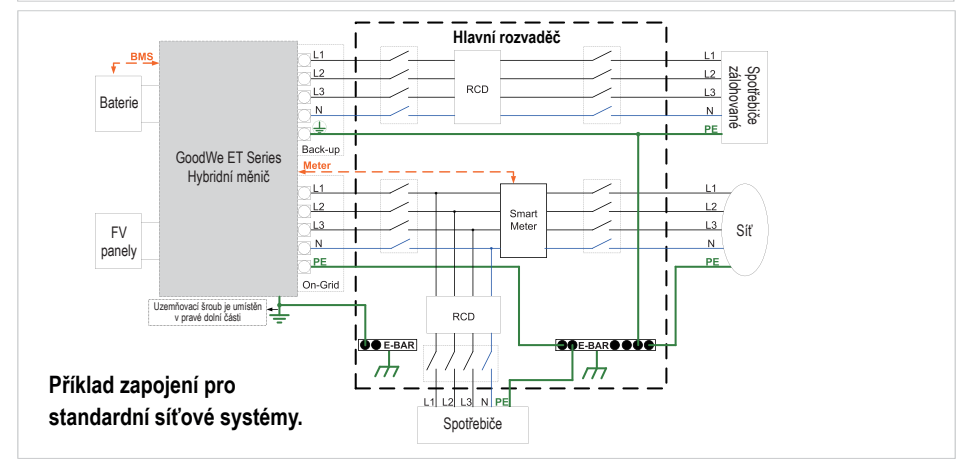 Hlavní rozvaděč
BMS
Baterie
GoodWe ET Series
Hybridní měnič
FV
panely
L1
L2
L3
N
Back-up
RCD
L1
L2
L3
N
PE
Spotřebiče
zálohované
Meter
L1
L2
L3
N
PE
On-Grid
Smart
Meter
L1
L2
L3
N
PE
Síť
Uzemňovací šroub je umístěn
v pravé dolní části
RCD
E-BAR
E-BAR
L1 L2 L3 N PE
Spotřebiče
Příklad zapojení pro
standardní síťové systémy.